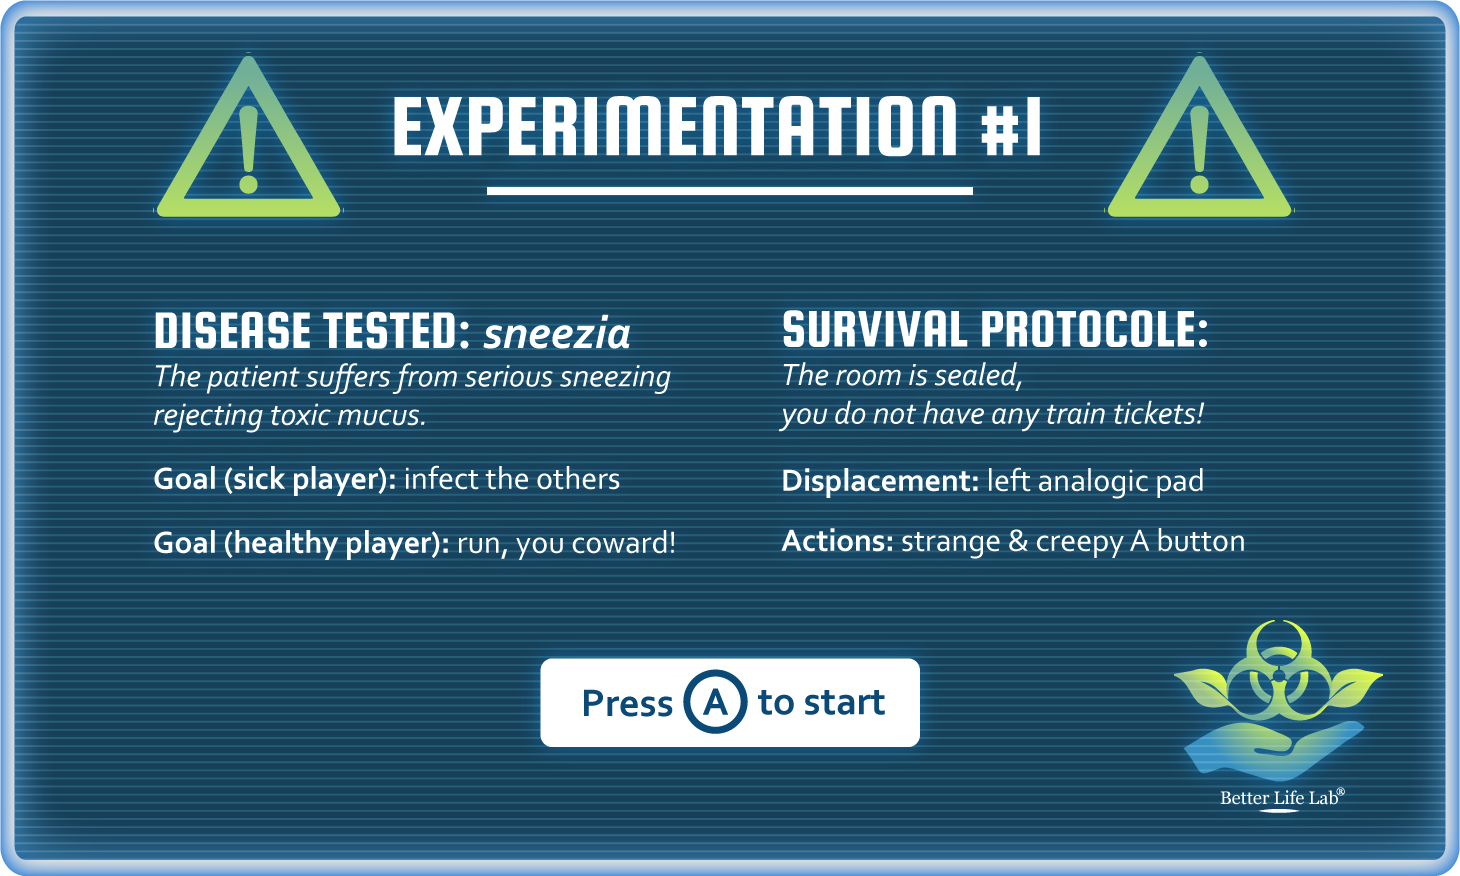 EXPERIMENTATION #1
DISEASE TESTED: sneezia
The patient suffers from serious sneezing
rejecting toxic mucus.
Goal (sick player): infect the others
Goal (healthy player): run, you coward!
SURVIVAL PROTOCOLE:
The room is sealed,
you do not have any train tickets!
Displacement: left analogic pad
Actions: strange & creepy A button
Press A to start
Better Life Lab®